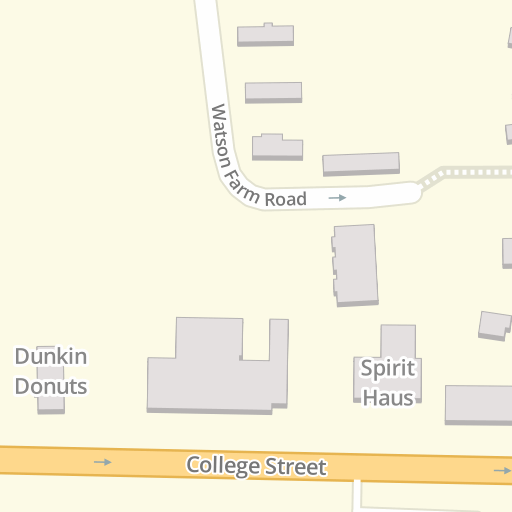 Watson Farm Road
Dunkin
Donuts
Spirit
Haus
College Street